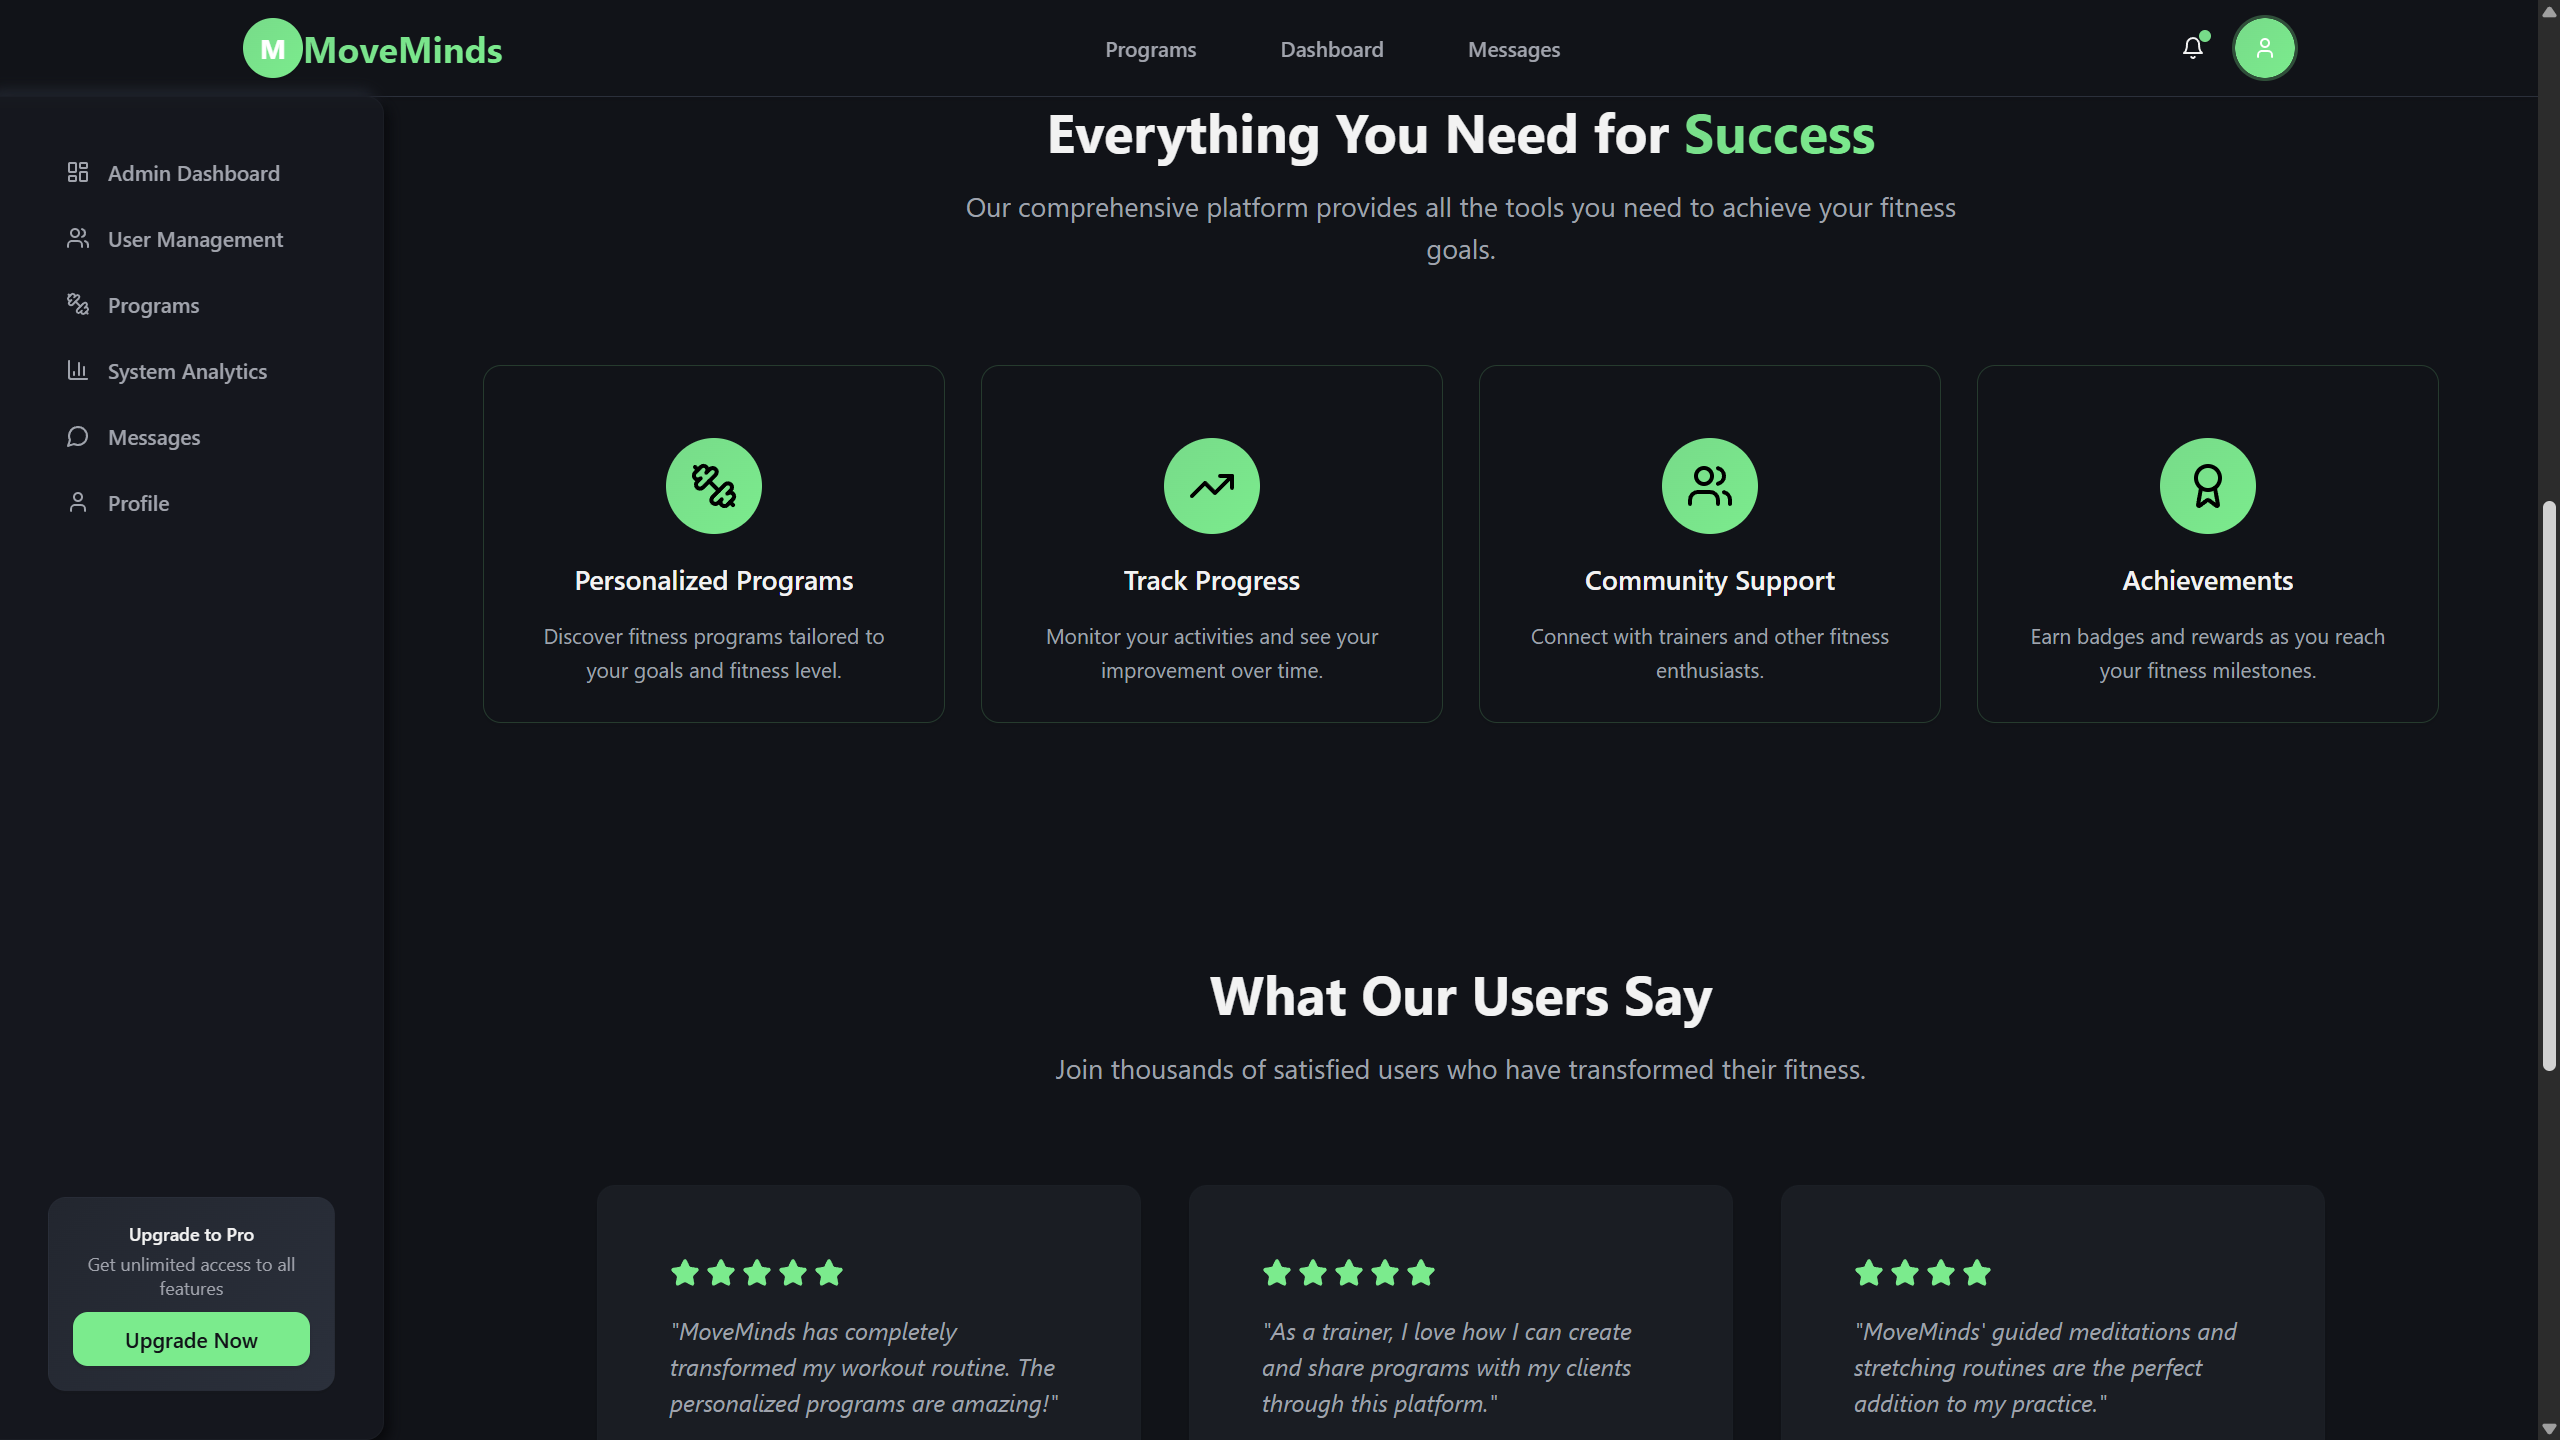 M MoveMinds
Programs
Dashboard
Messages
Admin Dashboard
User Management
Programs
System Analytics
Messages
Profile
Upgrade to Pro
Get unlimited access to all
features
Upgrade Now
Everything You Need for Success
Our comprehensive platform provides all the tools you need to achieve your fitness
goals.
Personalized Programs
Discover fitness programs tailored to
your goals and fitness level.
Track Progress
Monitor your activities and see your
improvement over time.
Community Support
Connect with trainers and other fitness
enthusiasts.
Achievements
Earn badges and rewards as you reach
your fitness milestones.
What Our Users Say
Join thousands of satisfied users who have transformed their fitness.
"MoveMinds has completely
transformed my workout routine. The
personalized programs are amazing!"
"As a trainer, I love how I can create
and share programs with my clients
through this platform."
"MoveMinds' guided meditations and
stretching routines are the perfect
addition to my practice."